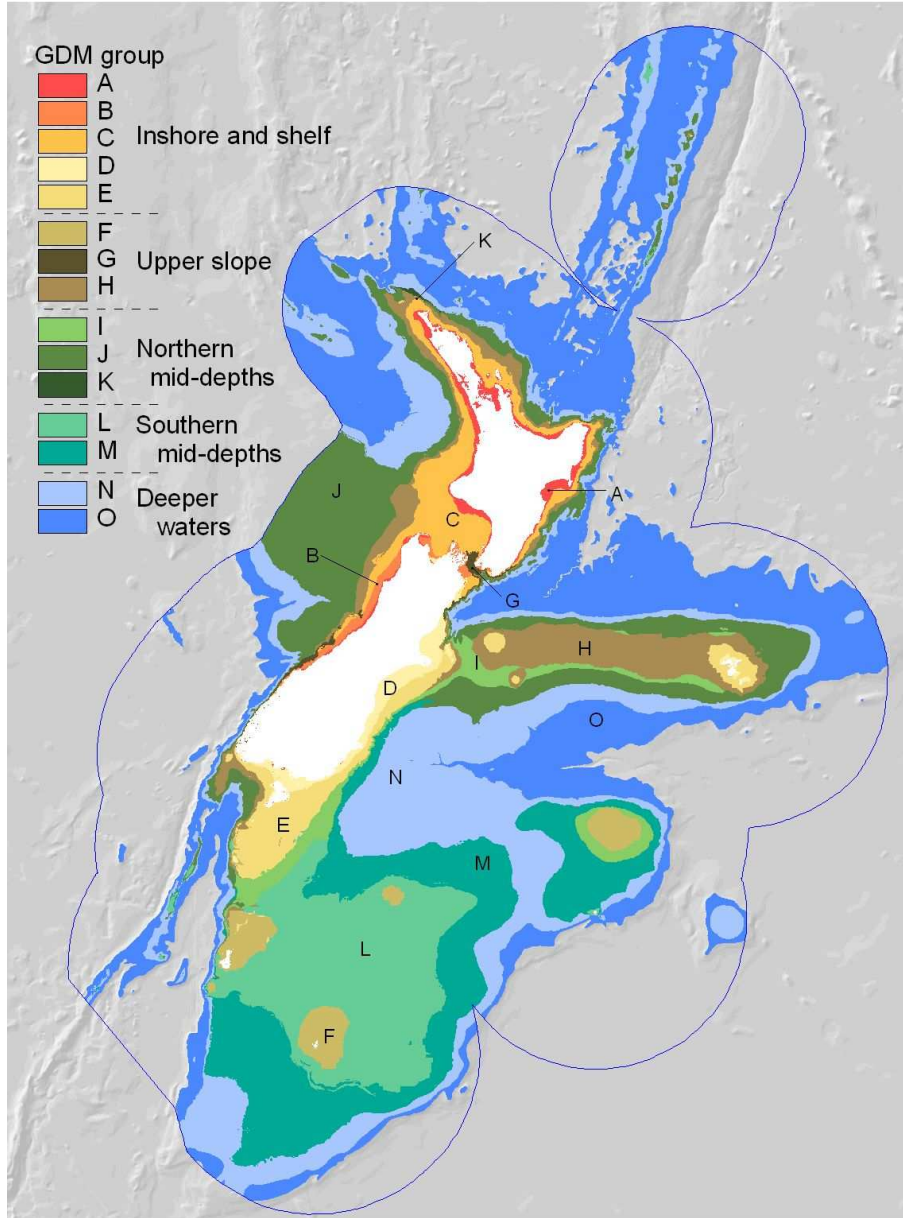 GDM group
A
B
C
D
E
Inshore and shelf
F
G
H
Upper slope
I
J
K
Northern
mid-depths
L
M
Southern
mid-depths
N
O
Deeper
waters
K
J
A
C
B
G
H
I
D
O
N
E
M
L
F